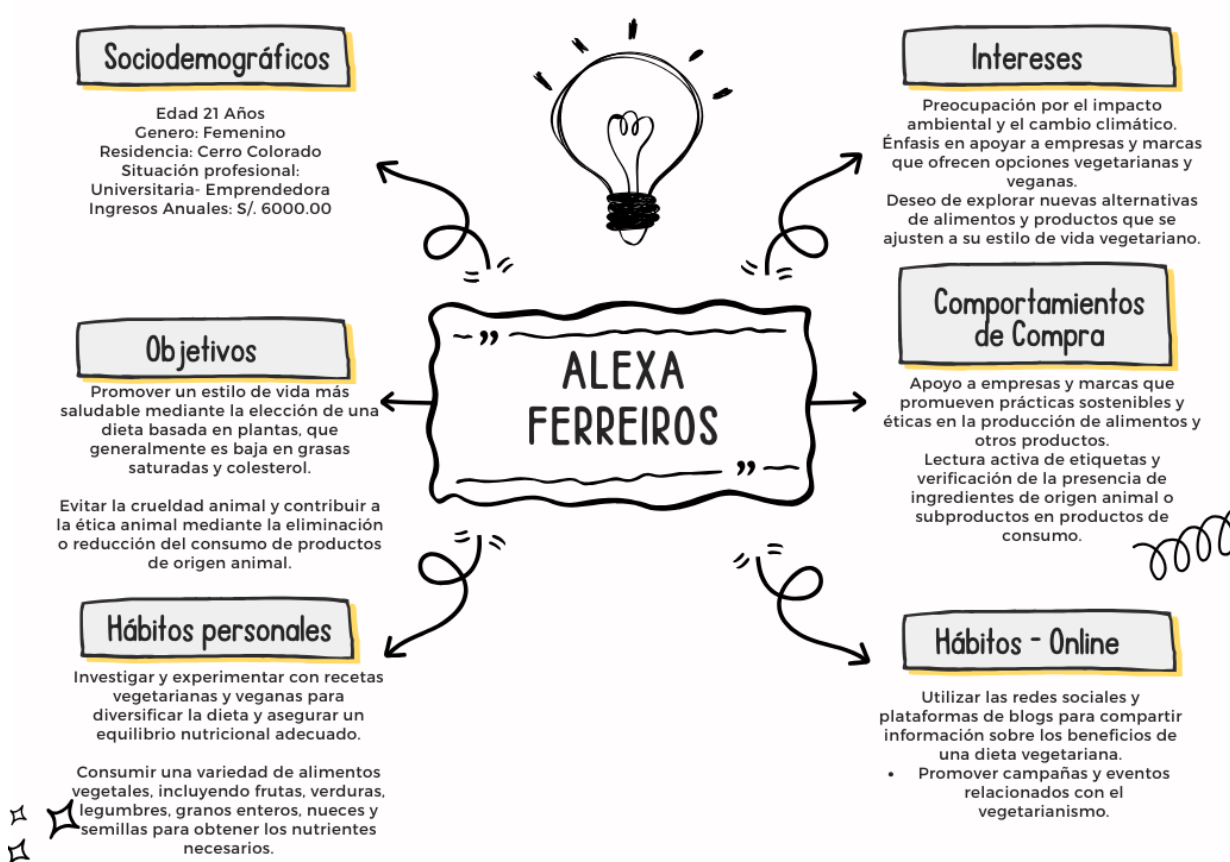 Sociodemográficos
Edad 21 Años
Genero: Femenino
Residencia: Cerro Colorado
Situación profesional:
Universitaria- Emprendedora
Ingresos Anuales: S/. 6000.00
Objetivos
Promover un estilo de vida más
saludable mediante la elección de una
dieta basada en plantas, que
generalmente es baja en grasas
saturadas y colesterol.
Evitar la crueldad animal y contribuir a
la ética animal mediante la eliminación
o reducción del consumo de productos
de origen animal.
Hábitos personales
Investigar y experimentar con recetas
vegetarianas y veganas para
diversificar la dieta y asegurar un
equilibrio nutricional adecuado.
Consumir una variedad de alimentos
vegetales, incluyendo frutas, verduras,
legumbres, granos enteros, nueces y
semillas para obtener los nutrientes
necesarios.
ALEXA
FERREIROS
Intereses
Preocupación por el impacto
ambiental y el cambio climático.
Énfasis en apoyar a empresas y marcas
que ofrecen opciones vegetarianas y
veganas.
Deseo de explorar nuevas alternativas
de alimentos y productos que se
ajusten a su estilo de vida vegetariano.
Comportamientos
de Compra
Apoyo a empresas y marcas que
promueven prácticas sostenibles y
éticas en la producción de alimentos y
otros productos.
Lectura activa de etiquetas y
verificación de la presencia de
ingredientes de origen animal o
subproductos en productos de
consumo.
Hábitos - Online
Utilizar las redes sociales y
plataformas de blogs para compartir
información sobre los beneficios de
una dieta vegetariana.
• Promover campañas y eventos
relacionados con el
vegetarianismo.